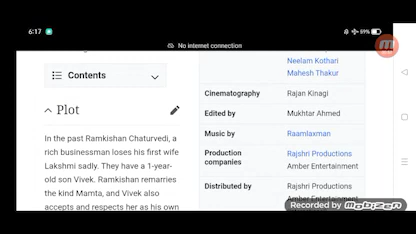 6:17
59%
No internet connection
Contents
Plot
In the past Ramkishan Chaturvedi, a
rich businessman loses his first wife
Lakshmi sadly. They have a 1-year-
old son Vivek. Ramkishan remarries
the kind Mamta, and Vivek also
accepts and respects her as his own
Neelam Kothari
Mahesh Thakur
Cinematography Rajan Kinagi
Edited by Mukhtar Ahmed
Music by Raamlaxman
Production Rajshri Productions
companies Amber Entertainment
Distributed by Rajshri Productions
Amber Entertainment
Recorded by MOBIZEN